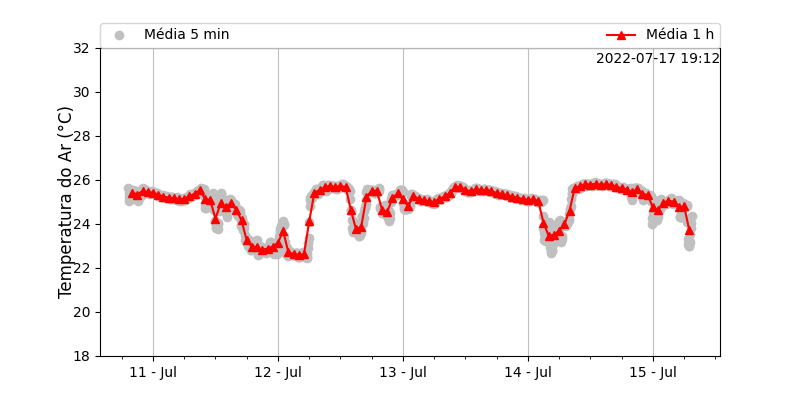 Média 5 min
Média 1 h
2022-07-17 19:12
Temperatura do Ar (°C)
32
30
28
26
24
22
20
18
11 - Jul
12 - Jul
13 - Jul
14 - Jul
15 - Jul